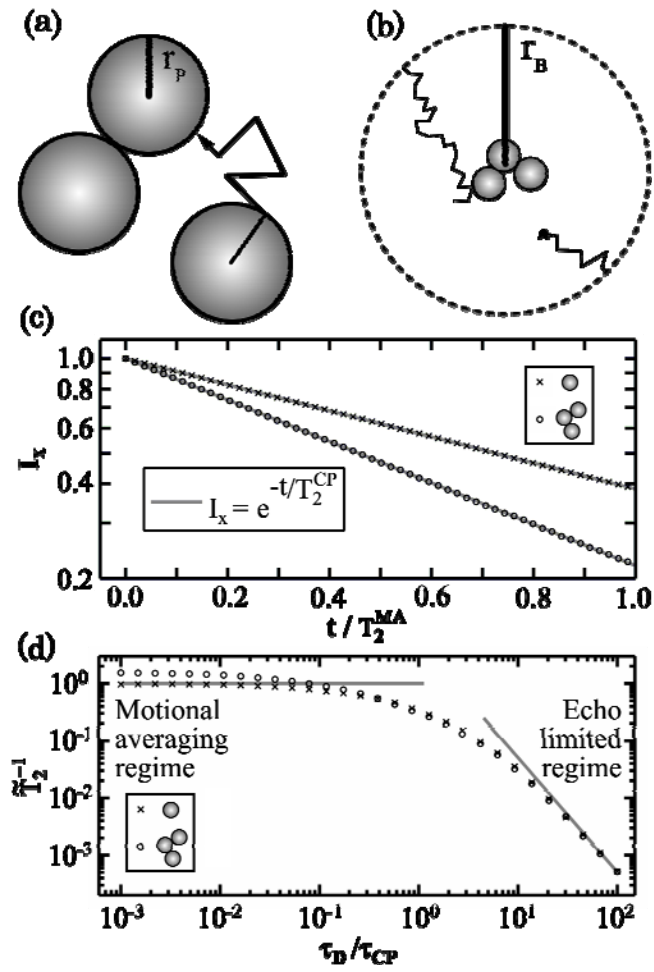 (a)
r_P
(b)
r_B
(c)
I_x
1.0
0.8
0.6
0.4
0.2
×
○
I_x = e^{-t/T_2^{CP}}
0.0 0.2 0.4 0.6 0.8 1.0
t / T_2^{MA}
(d)
T̃_2^{-1}
10^0
10^{-1}
10^{-2}
10^{-3}
Motional
averaging
regime
Echo
limited
regime
×
○
10^{-3} 10^{-2} 10^{-1} 10^0 10^1 10^2
τ_D/τ_{CP}